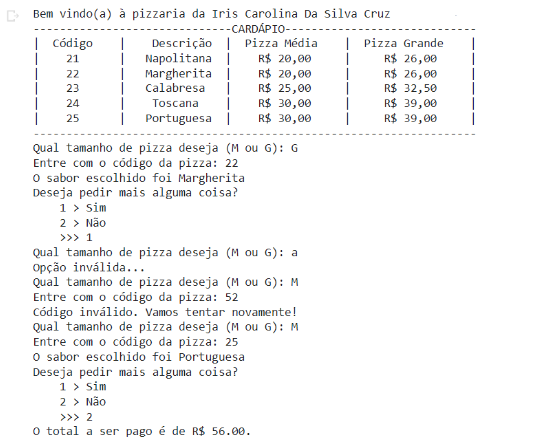 Bem vindo(a) à pizzaria da Iris Carolina Da Silva Cruz
----------------------------CARDÁPIO---------------------------
| Código | Descrição | Pizza Média | Pizza Grande |
| 21 | Napolitana | R$ 20,00 | R$ 26,00 |
| 22 | Margherita | R$ 20,00 | R$ 26,00 |
| 23 | Calabresa | R$ 25,00 | R$ 32,50 |
| 24 | Toscana | R$ 30,00 | R$ 39,00 |
| 25 | Portuguesa | R$ 30,00 | R$ 39,00 |
---------------------------------------------------------------
Qual tamanho de pizza deseja (M ou G): G
Entre com o código da pizza: 22
O sabor escolhido foi Margherita
Deseja pedir mais alguma coisa?
1 > Sim
2 > Não
>>> 1
Qual tamanho de pizza deseja (M ou G): a
Opção inválida...
Qual tamanho de pizza deseja (M ou G): M
Entre com o código da pizza: 52
Código inválido. Vamos tentar novamente!
Qual tamanho de pizza deseja (M ou G): M
Entre com o código da pizza: 25
O sabor escolhido foi Portuguesa
Deseja pedir mais alguma coisa?
1 > Sim
2 > Não
>>> 2
O total a ser pago é de R$ 56.00.